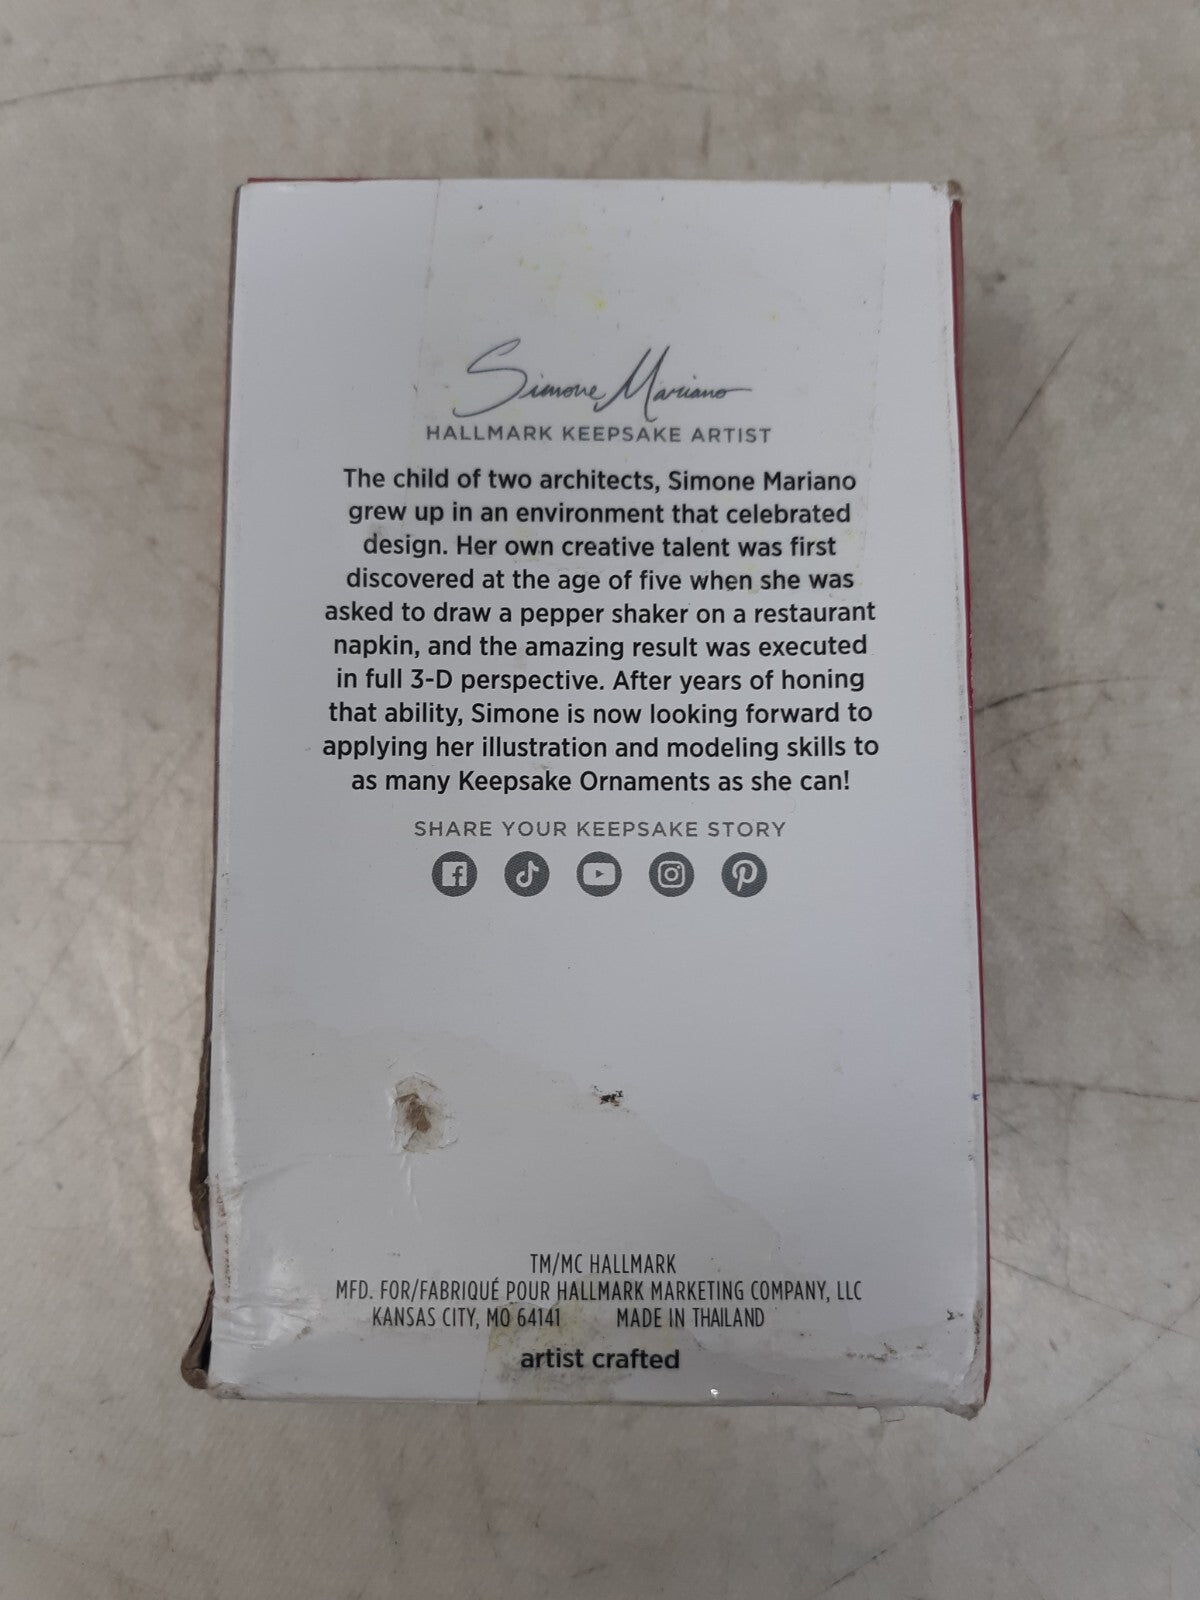 Simone Mariano
HALLMARK KEEPSAKE ARTIST
The child of two architects, Simone Mariano
grew up in an environment that celebrated
design. Her own creative talent was first
discovered at the age of five when she was
asked to draw a pepper shaker on a restaurant
napkin, and the amazing result was executed
in full 3-D perspective. After years of honing
that ability, Simone is now looking forward to
applying her illustration and modeling skills to
as many Keepsake Ornaments as she can!
SHARE YOUR KEEPSAKE STORY
TM/MC HALLMARK
MFD. FOR/FABRIQUÉ POUR HALLMARK MARKETING COMPANY, LLC
KANSAS CITY, MO 64141 MADE IN THAILAND
artist crafted